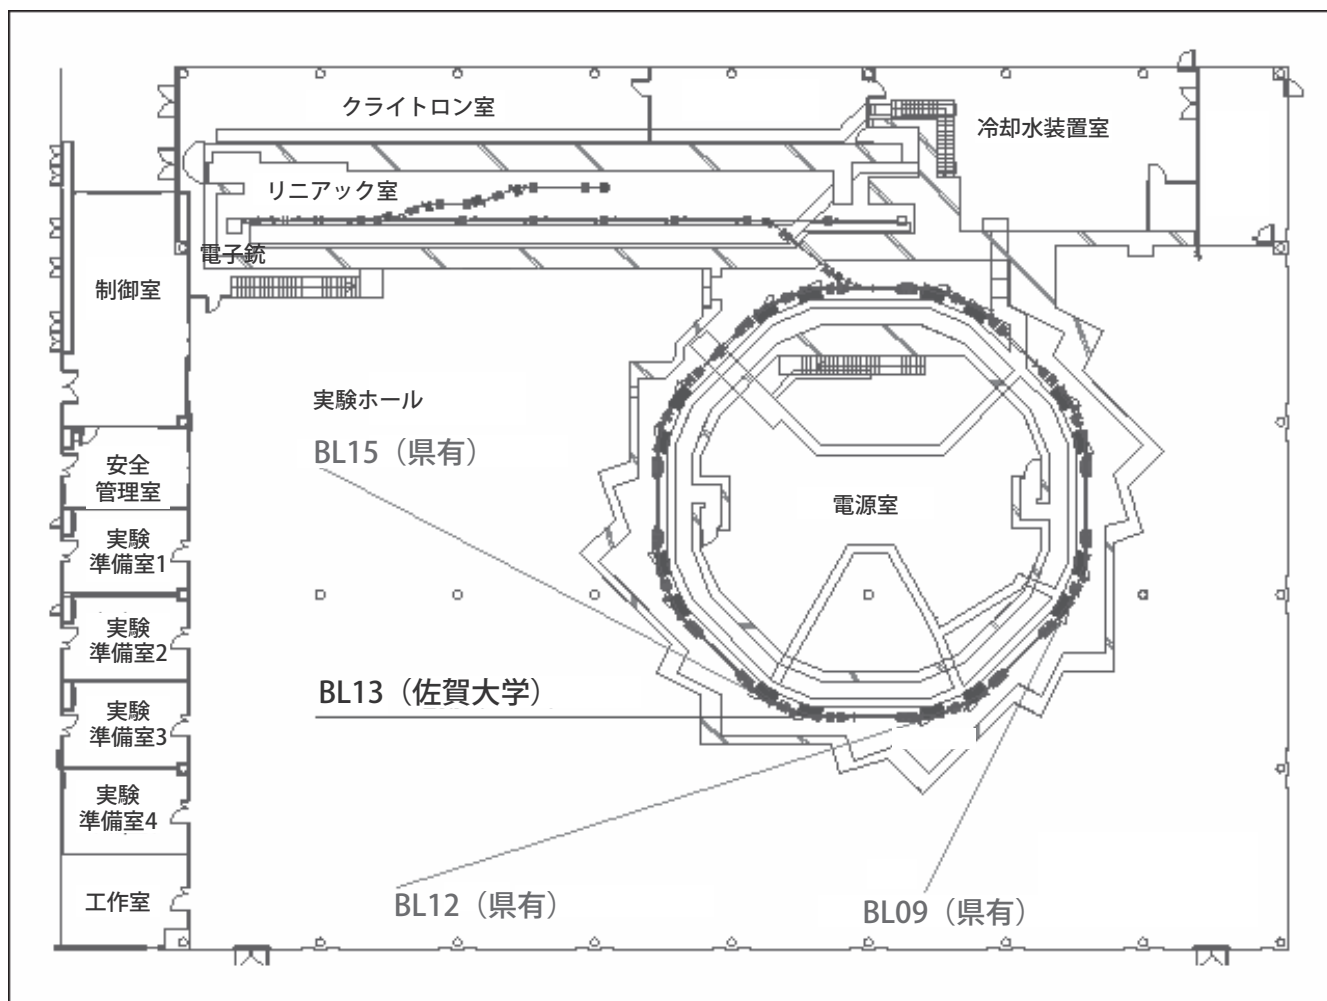 クライトロン室
冷却水装置室
リニアック室
電子銃
制御室
実験ホール
BL15（県有）
安全
管理室
電源室
実験
準備室1
実験
準備室2
BL13（佐賀大学）
実験
準備室3
実験
準備室4
工作室
BL12（県有）
BL09（県有）